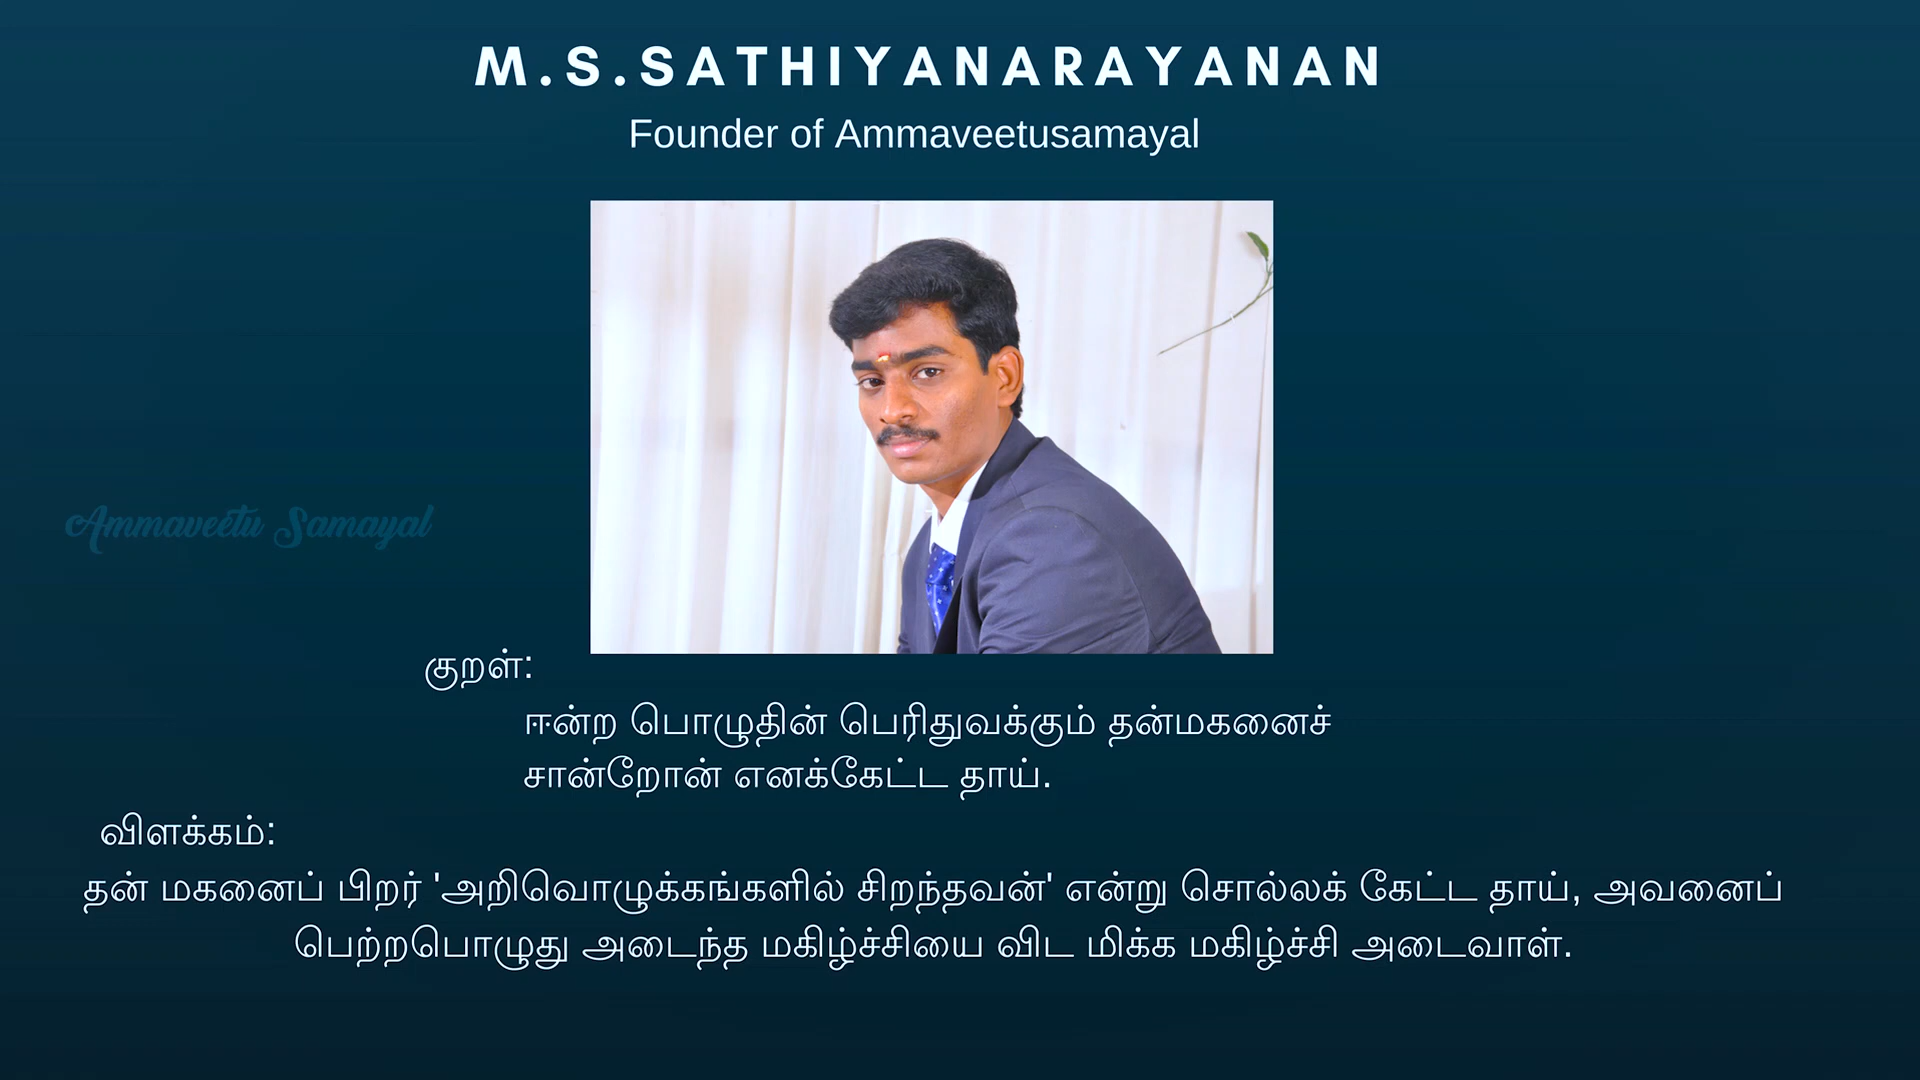 M.S.SATHIYANARAYANAN
Founder of Ammaveetusamayal
Ammaveetu Samayal
குறள்:
ஈன்ற பொழுதின் பெரிதுவக்கும் தன்மகனைச்
சான்றோன் எனக்கேட்ட தாய்.
விளக்கம்:
தன் மகனைப் பிறர் 'அறிவொழுக்கங்களில் சிறந்தவன்' என்று சொல்லக் கேட்ட தாய், அவனைப்
பெற்றபொழுது அடைந்த மகிழ்ச்சியை விட மிக்க மகிழ்ச்சி அடைவாள்.